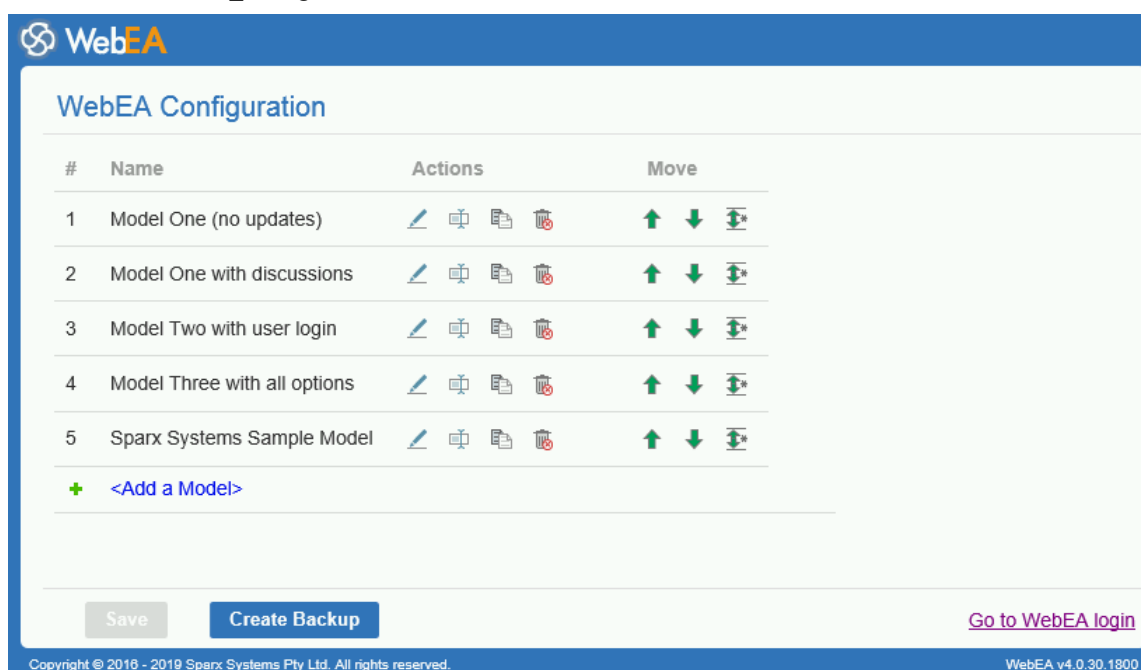 WebEA
WebEA Configuration
# Name Actions Move
1 Model One (no updates)
2 Model One with discussions
3 Model Two with user login
4 Model Three with all options
5 Sparx Systems Sample Model
<Add a Model>
Save Create Backup Go to WebEA login
Copyright © 2016 - 2019 Sparx Systems Pty Ltd. All rights reserved. WebEA v4.0.30.1800